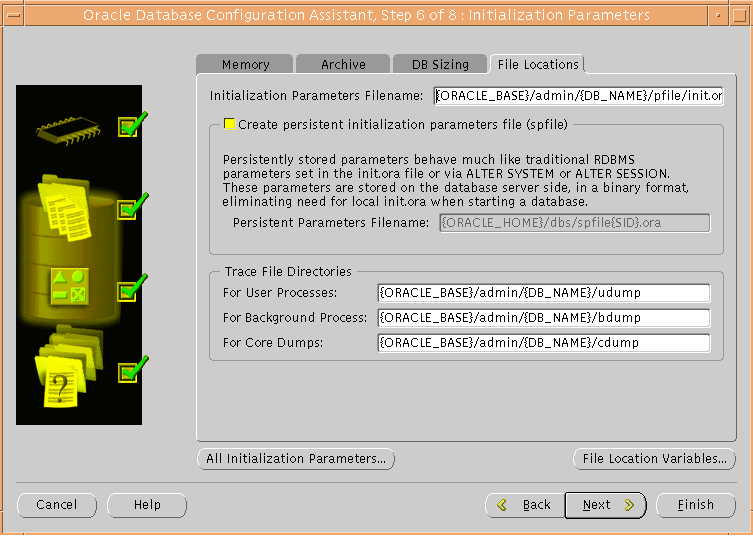 Oracle Database Configuration Assistant, Step 6 of 8 : Initialization Parameters
Memory Archive DB Sizing File Locations
Initialization Parameters Filename: {ORACLE_BASE}/admin/{DB_NAME}/pfile/init.or
Create persistent initialization parameters file (spfile)
Persistently stored parameters behave much like traditional RDBMS
parameters set in the init.ora file or via ALTER SYSTEM or ALTER SESSION.
These parameters are stored on the database server side, in a binary format,
eliminating need for local init.ora when starting a database.
Persistent Parameters Filename: {ORACLE_HOME}/dbs/spfile{SID}.ora
Trace File Directories
For User Processes: {ORACLE_BASE}/admin/{DB_NAME}/udump
For Background Process: {ORACLE_BASE}/admin/{DB_NAME}/bdump
For Core Dumps: {ORACLE_BASE}/admin/{DB_NAME}/cdump
?
All Initialization Parameters... File Location Variables...
Cancel Help Back Next Finish